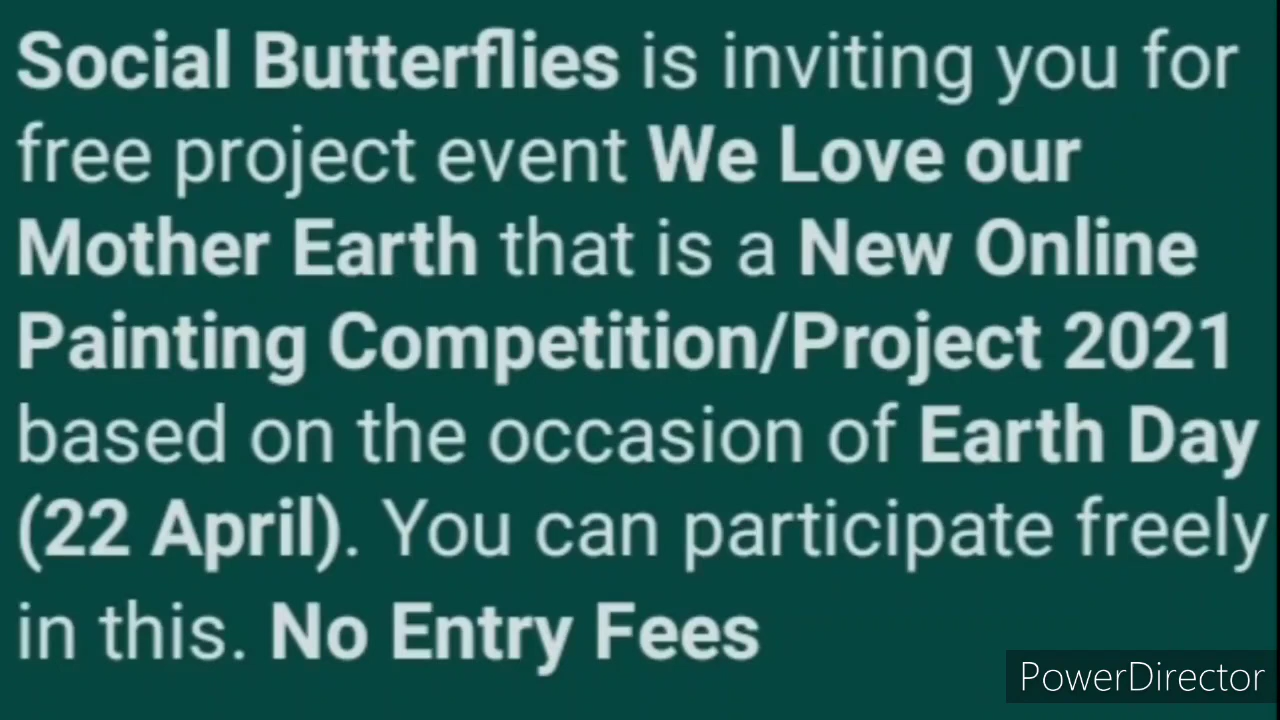 Social Butterflies is inviting you for
free project event We Love our
Mother Earth that is a New Online
Painting Competition/Project 2021
based on the occasion of Earth Day
(22 April). You can participate freely
in this. No Entry Fees
PowerDirector